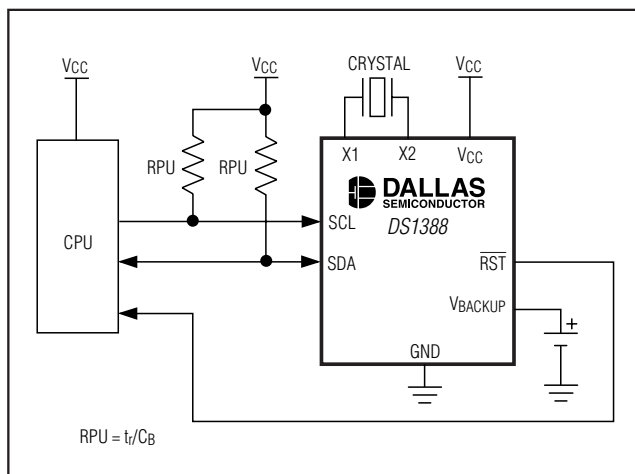 VCC
VCC
CRYSTAL
VCC
RPU
RPU
X1
X2
VCC
DALLAS
SEMICONDUCTOR
DS1388
SCL
CPU
SDA
RST
VBACKUP
+
GND
RPU = tr/CB